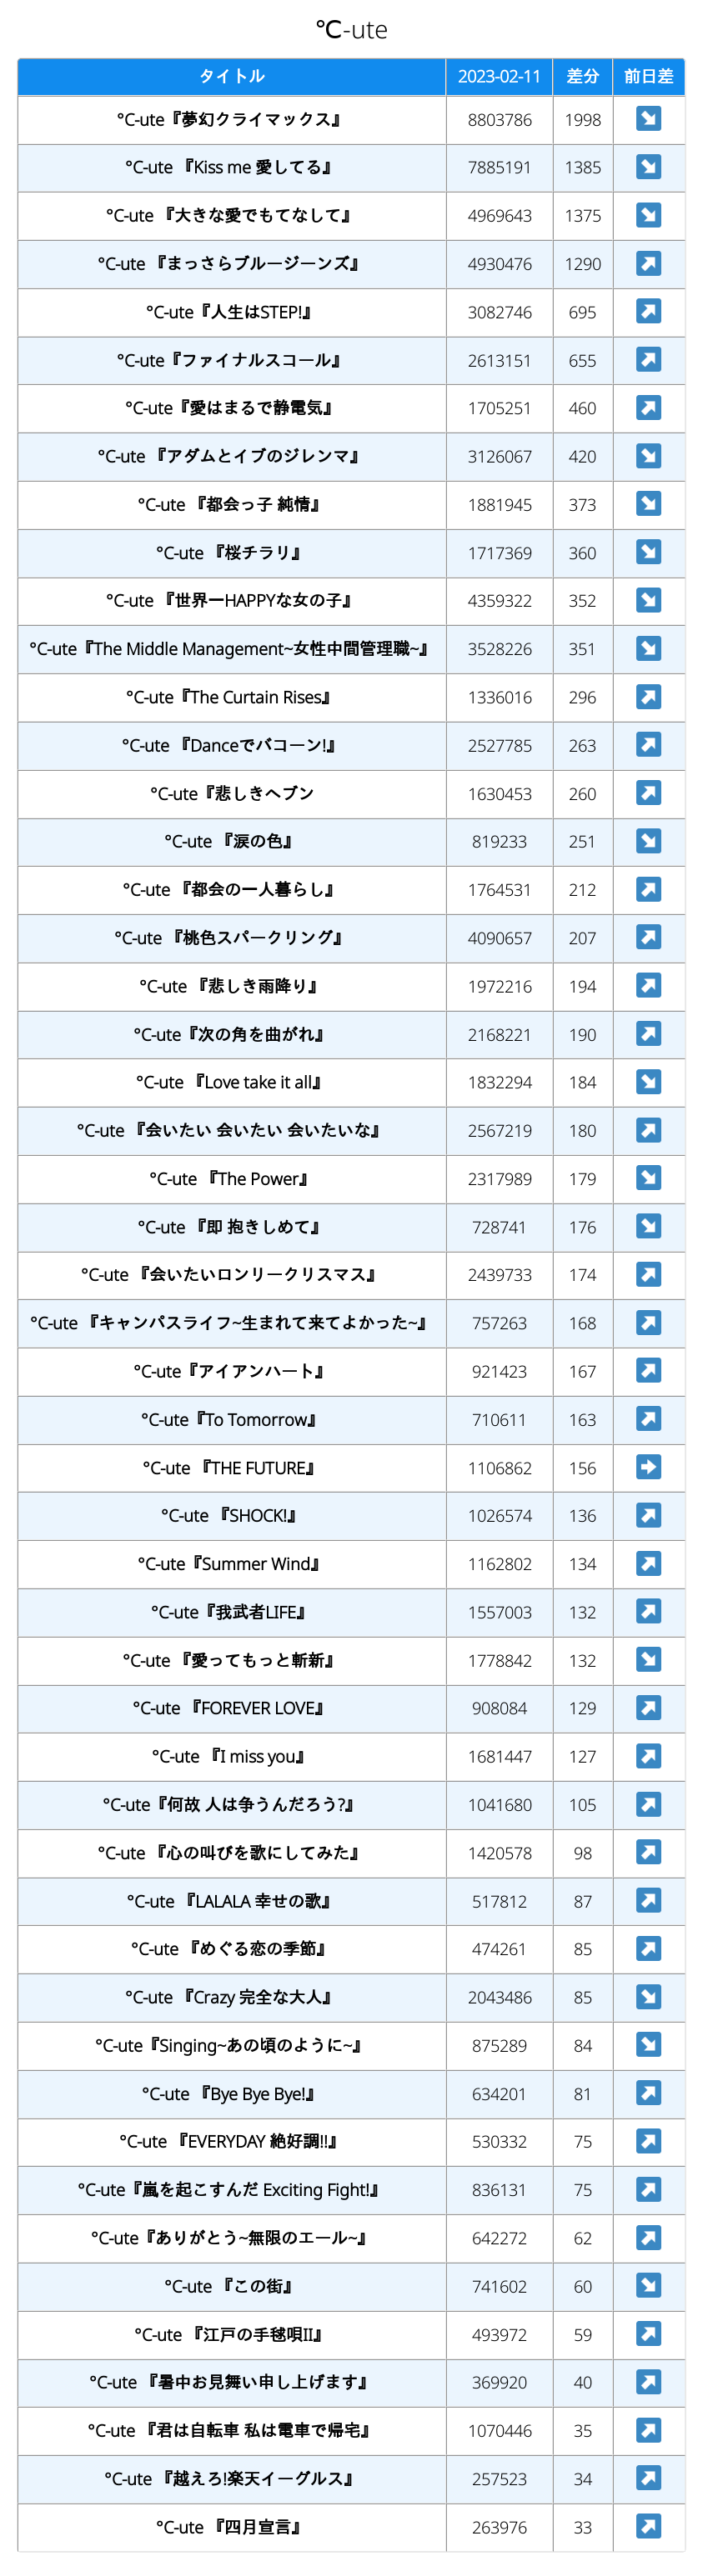 ℃-ute
タイトル 2023-02-11 差分 前日差
°C-ute『夢幻クライマックス』 8803786 1998 ↘
°C-ute 『Kiss me 愛してる』 7885191 1385 ↘
°C-ute 『大きな愛でもてなして』 4969643 1375 ↘
°C-ute 『まっさらブルージーンズ』 4930476 1290 ↗
°C-ute『人生はSTEP!』 3082746 695 ↗
°C-ute『ファイナルスコール』 2613151 655 ↗
°C-ute『愛はまるで静電気』 1705251 460 ↗
°C-ute 『アダムとイブのジレンマ』 3126067 420 ↘
°C-ute 『都会っ子 純情』 1881945 373 ↘
°C-ute 『桜チラリ』 1717369 360 ↘
°C-ute 『世界一HAPPYな女の子』 4359322 352 ↘
°C-ute『The Middle Management~女性中間管理職~』 3528226 351 ↘
°C-ute『The Curtain Rises』 1336016 296 ↗
°C-ute 『Danceでバコーン!』 2527785 263 ↗
°C-ute『悲しきヘブン 1630453 260 ↗
°C-ute 『涙の色』 819233 251 ↘
°C-ute 『都会の一人暮らし』 1764531 212 ↗
°C-ute 『桃色スパークリング』 4090657 207 ↗
°C-ute 『悲しき雨降り』 1972216 194 ↗
°C-ute『次の角を曲がれ』 2168221 190 ↗
°C-ute 『Love take it all』 1832294 184 ↘
°C-ute 『会いたい 会いたい 会いたいな』 2567219 180 ↗
°C-ute 『The Power』 2317989 179 ↘
°C-ute 『即 抱きしめて』 728741 176 ↘
°C-ute 『会いたいロンリークリスマス』 2439733 174 ↗
°C-ute 『キャンパスライフ~生まれて来てよかった~』 757263 168 ↗
°C-ute『アイアンハート』 921423 167 ↗
°C-ute『To Tomorrow』 710611 163 ↗
°C-ute 『THE FUTURE』 1106862 156 →
°C-ute 『SHOCK!』 1026574 136 ↗
°C-ute『Summer Wind』 1162802 134 ↗
°C-ute『我武者LIFE』 1557003 132 ↗
°C-ute 『愛ってもっと斬新』 1778842 132 ↘
°C-ute 『FOREVER LOVE』 908084 129 ↗
°C-ute 『I miss you』 1681447 127 ↗
°C-ute『何故 人は争うんだろう?』 1041680 105 ↗
°C-ute 『心の叫びを歌にしてみた』 1420578 98 ↗
°C-ute 『LALALA 幸せの歌』 517812 87 ↗
°C-ute 『めぐる恋の季節』 474261 85 ↗
°C-ute 『Crazy 完全な大人』 2043486 85 ↘
°C-ute『Singing~あの頃のように~』 875289 84 ↘
°C-ute 『Bye Bye Bye!』 634201 81 ↗
°C-ute 『EVERYDAY 絶好調!!』 530332 75 ↗
°C-ute『嵐を起こすんだ Exciting Fight!』 836131 75 ↗
°C-ute『ありがとう~無限のエール~』 642272 62 ↗
°C-ute 『この街』 741602 60 ↘
°C-ute 『江戸の手毬唄II』 493972 59 ↗
°C-ute 『暑中お見舞い申し上げます』 369920 40 ↗
°C-ute 『君は自転車 私は電車で帰宅』 1070446 35 ↗
°C-ute 『越えろ!楽天イーグルス』 257523 34 ↗
°C-ute 『四月宣言』 263976 33 ↗